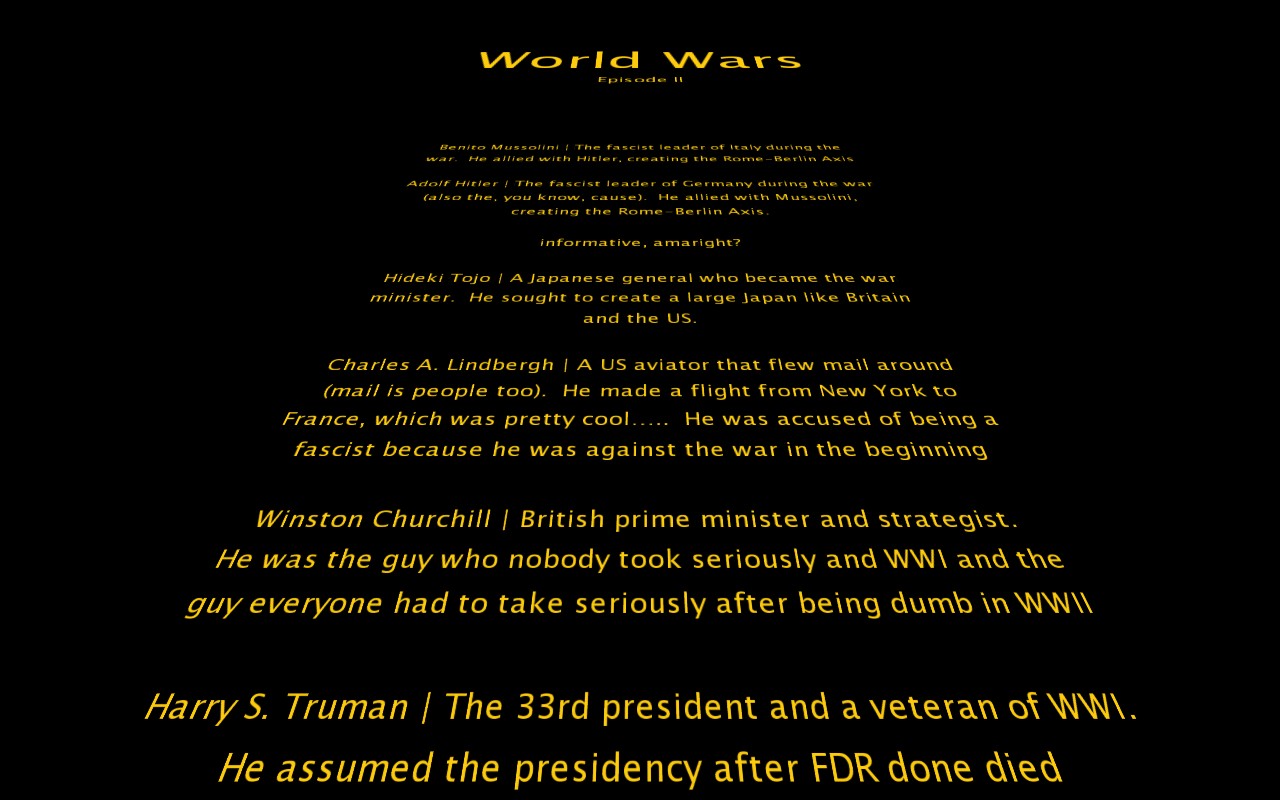 World Wars
Episode II
Benito Mussolini | The fascist leader of Italy during the
war.  He allied with Hitler, creating the Rome-Berlin Axis
Adolf Hitler | The fascist leader of Germany during the war
(also the, you know, cause).  He allied with Mussolini,
creating the Rome-Berlin Axis.
informative, amaright?
Hideki Tojo | A Japanese general who became the war
minister.  He sought to create a large Japan like Britain
and the US.
Charles A. Lindbergh | A US aviator that flew mail around
(mail is people too).  He made a flight from New York to
France, which was pretty cool.....  He was accused of being a
fascist because he was against the war in the beginning
Winston Churchill | British prime minister and strategist.
He was the guy who nobody took seriously and WWI and the
guy everyone had to take seriously after being dumb in WWII
Harry S. Truman | The 33rd president and a veteran of WWI.
He assumed the presidency after FDR done died